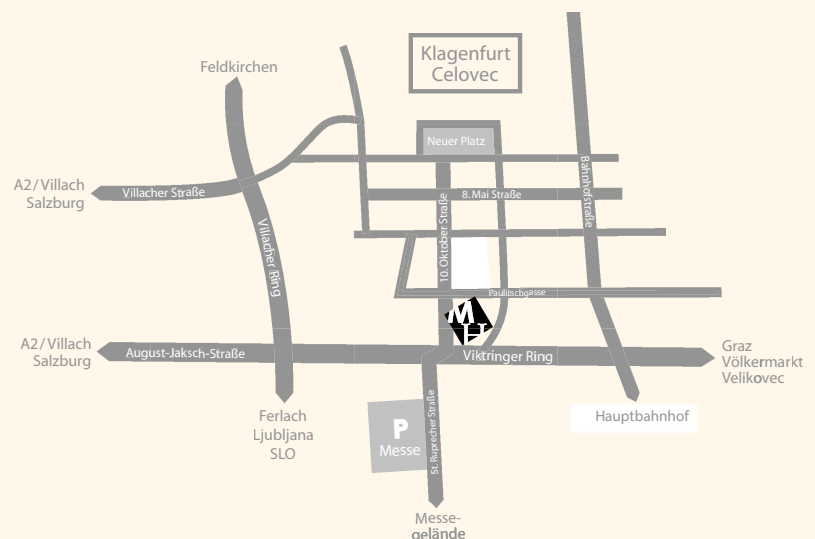 Klagenfurt
Celovec
Feldkirchen
Neuer Platz
Bahnhofstraße
A2/Villach
Salzburg
Villacher Straße
8. Mai Straße
10. Oktober Straße
Villacher Ring
Paulitschgasse
MH
A2/Villach
Salzburg
August-Jaksch-Straße
Viktringer Ring
Graz
Völkermarkt
Velikovec
Ferlach
Ljubljana
SLO
P
Messe
St. Ruprechter Straße
Hauptbahnhof
Messe-
gelände